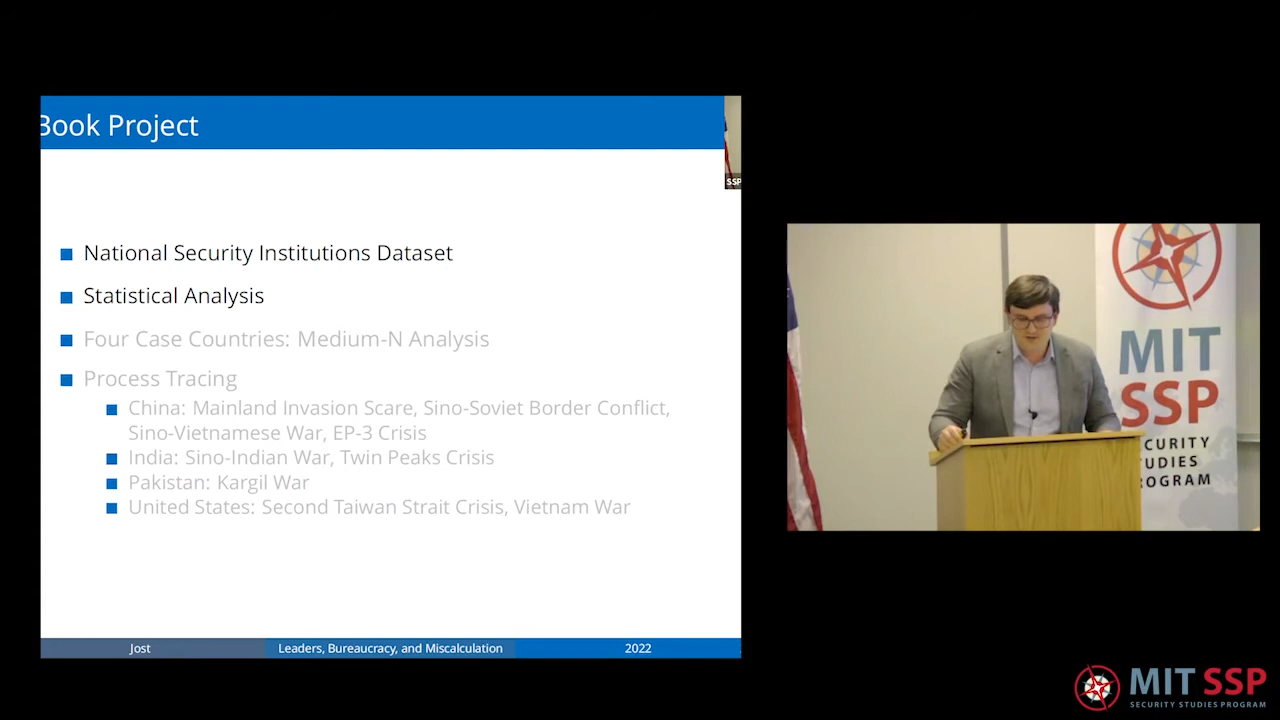 Book Project
SSP
National Security Institutions Dataset
Statistical Analysis
Four Case Countries: Medium-N Analysis
Process Tracing
China: Mainland Invasion Scare, Sino-Soviet Border Conflict,
Sino-Vietnamese War, EP-3 Crisis
India: Sino-Indian War, Twin Peaks Crisis
Pakistan: Kargil War
United States: Second Taiwan Strait Crisis, Vietnam War
Jost
Leaders, Bureaucracy, and Miscalculation
2022
MIT
SSP
CURITY
UDIES
OGRAM
MIT SSP
SECURITY STUDIES PROGRAM